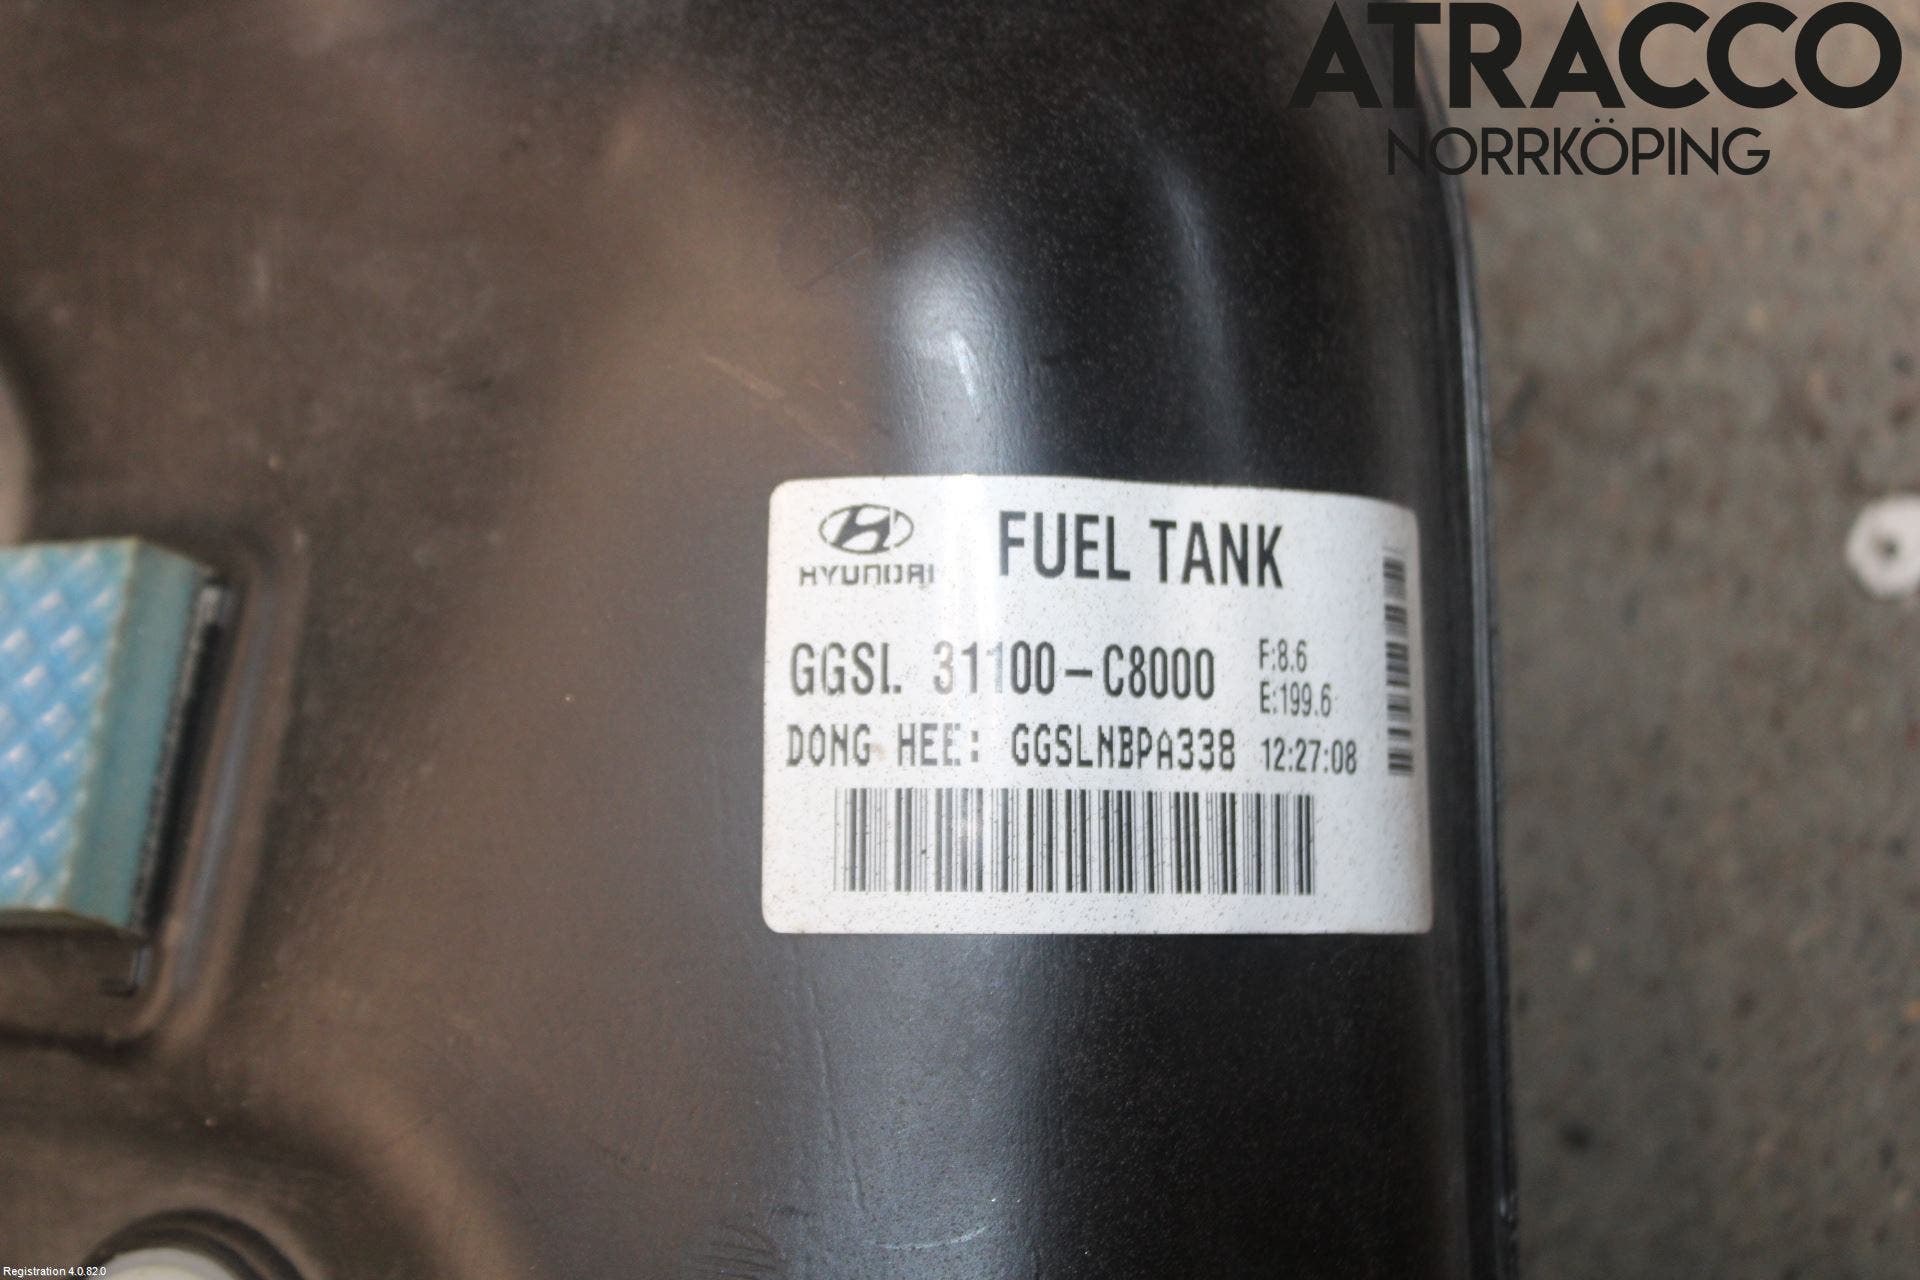 ATRACCO
NORRKÖPING
HYUNDAI
FUEL TANK
GGSL 31100-C8000
F:8.6
E:199.6
DONG HEE: GGSLNBPA338 12:27:08
Registration 4.0.82.0